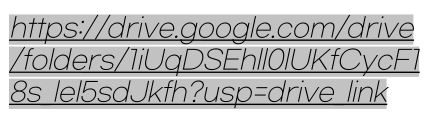 https://drive.google.com/drive
/folders/1iUqDSEhll0lUKfCycF1
8s_lel5sdJkfh?usp=drive_link